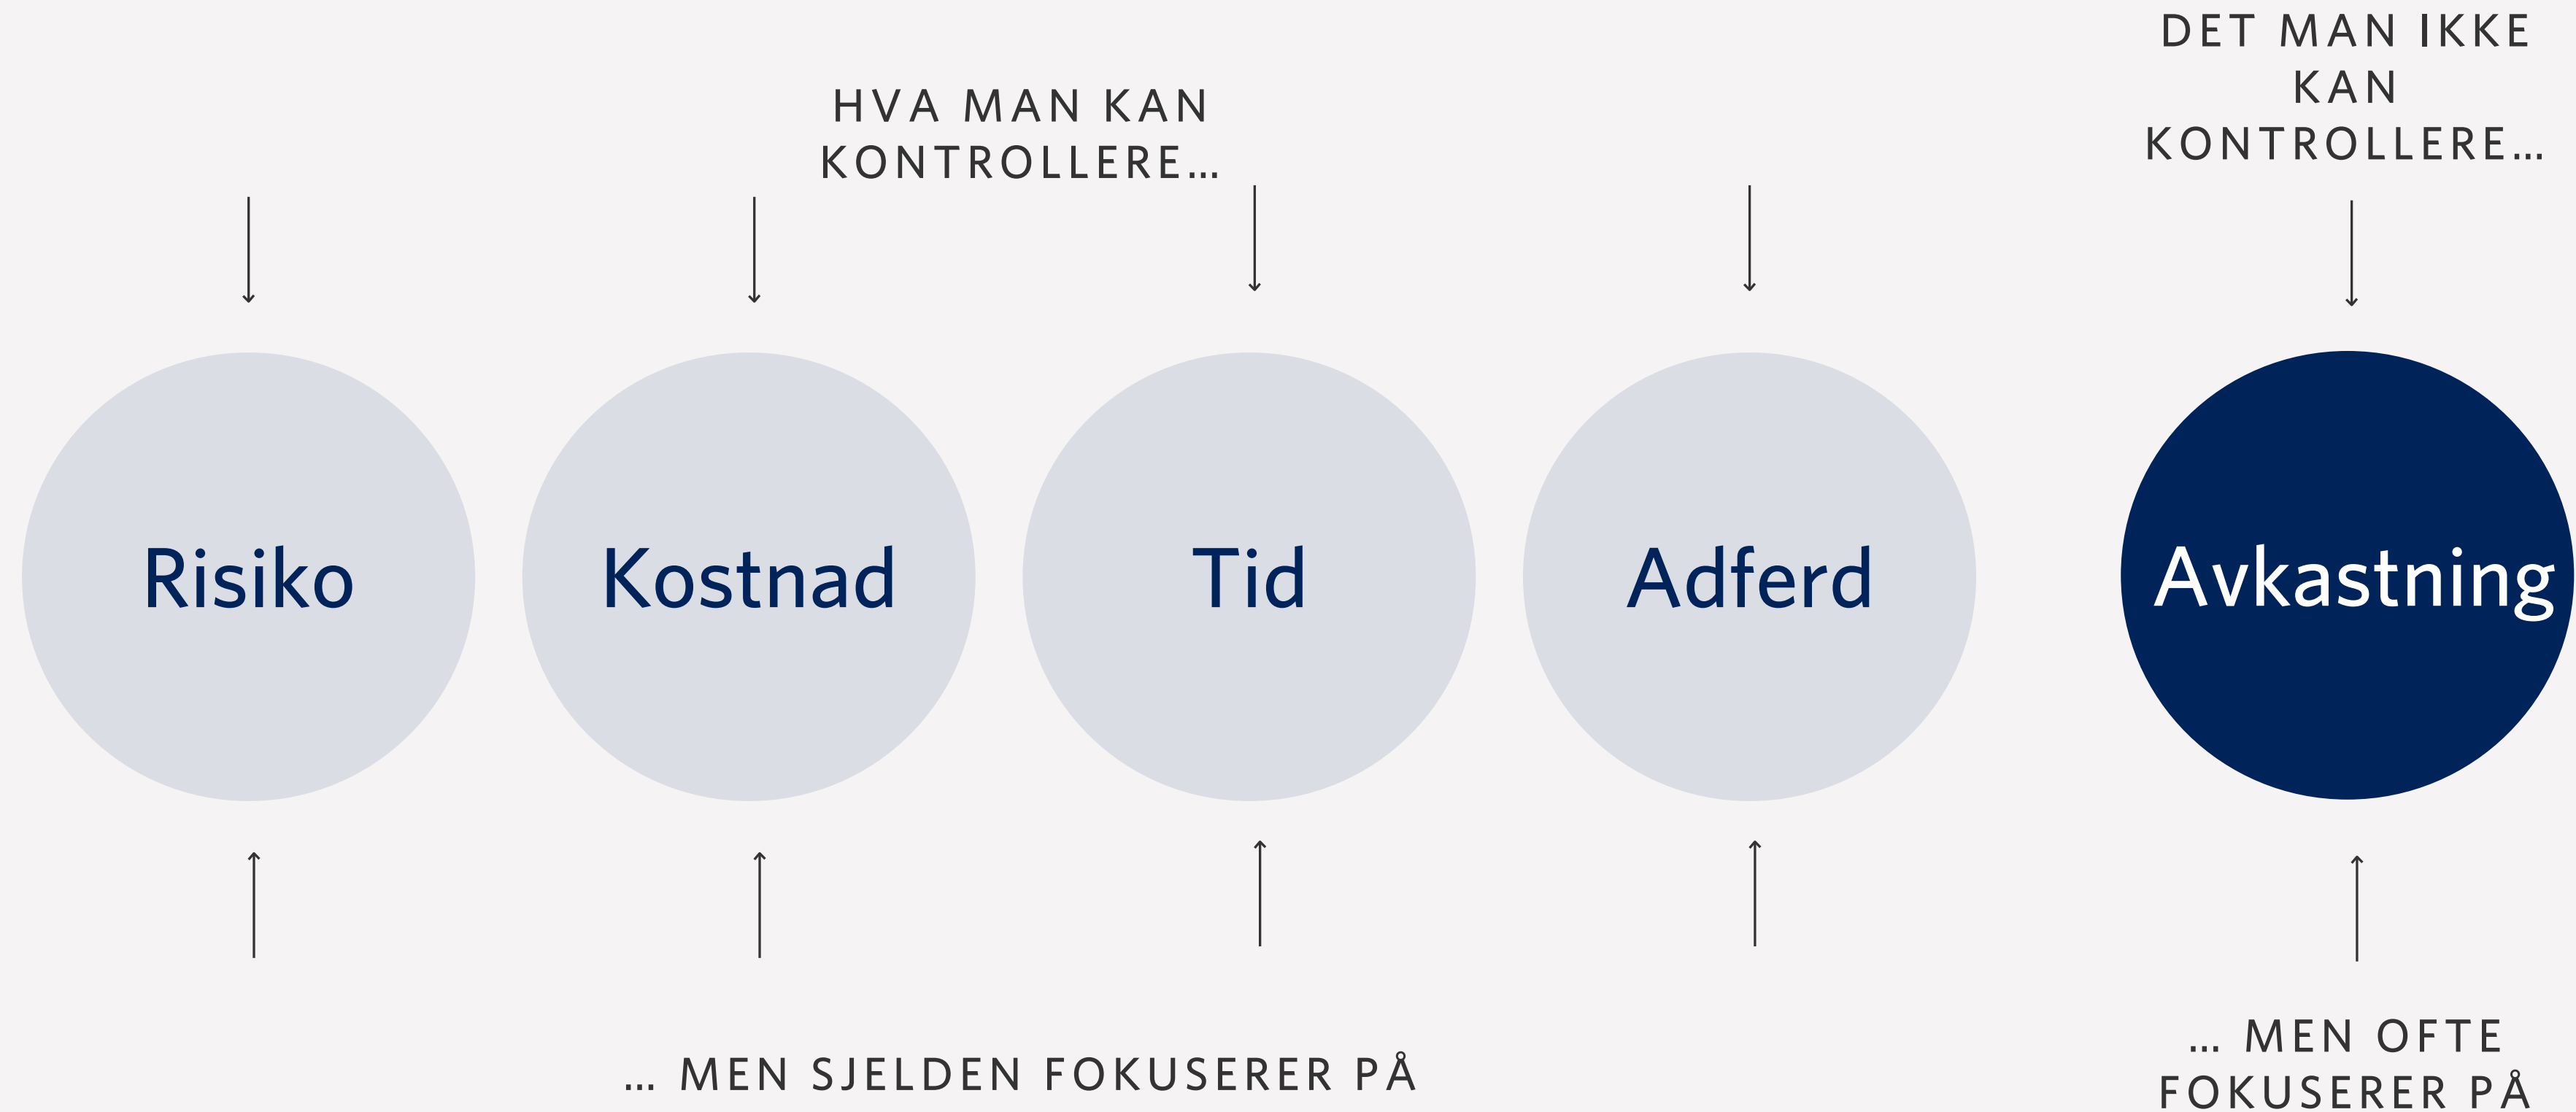 HVA MAN KAN
KONTROLLERE...
DET MAN IKKE
KAN
KONTROLLERE...
Risiko
Kostnad
Tid
Adferd
Avkastning
... MEN SJELDEN FOKUSERER PÅ
... MEN OFTE
FOKUSERER PÅ